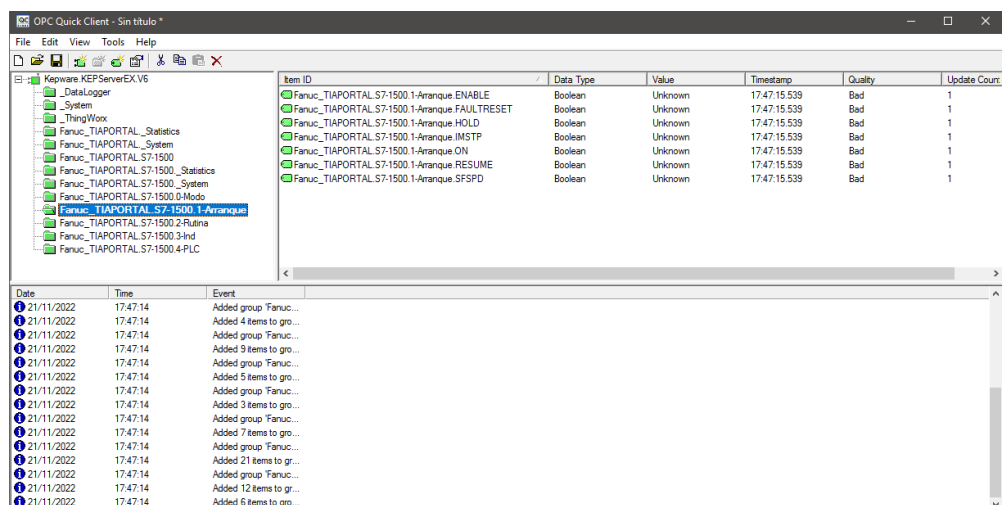 OPC Quick Client - Sin título *
File Edit View Tools Help
Kepware.KEPServerEX.V6
_DataLogger
_System
_ThingWorx
Fanuc_TIAPORTAL._Statistics
Fanuc_TIAPORTAL._System
Fanuc_TIAPORTAL.S7-1500
Fanuc_TIAPORTAL.S7-1500._Statistics
Fanuc_TIAPORTAL.S7-1500._System
Fanuc_TIAPORTAL.S7-1500.0-Modo
Fanuc_TIAPORTAL.S7-1500.1-Arranque
Fanuc_TIAPORTAL.S7-1500.2-Rutina
Fanuc_TIAPORTAL.S7-1500.3-Ind
Fanuc_TIAPORTAL.S7-1500.4-PLC
Item ID Data Type Value Timestamp Quality Update Count
Fanuc_TIAPORTAL.S7-1500.1-Arranque.ENABLE Boolean Unknown 17:47:15.539 Bad 1
Fanuc_TIAPORTAL.S7-1500.1-Arranque.FAULTRESET Boolean Unknown 17:47:15.539 Bad 1
Fanuc_TIAPORTAL.S7-1500.1-Arranque.HOLD Boolean Unknown 17:47:15.539 Bad 1
Fanuc_TIAPORTAL.S7-1500.1-Arranque.IMSTP Boolean Unknown 17:47:15.539 Bad 1
Fanuc_TIAPORTAL.S7-1500.1-Arranque.ON Boolean Unknown 17:47:15.539 Bad 1
Fanuc_TIAPORTAL.S7-1500.1-Arranque.RESUME Boolean Unknown 17:47:15.539 Bad 1
Fanuc_TIAPORTAL.S7-1500.1-Arranque.SFSPD Boolean Unknown 17:47:15.539 Bad 1
Date Time Event
21/11/2022 17:47:14 Added group 'Fanuc...
21/11/2022 17:47:14 Added 4 items to gro...
21/11/2022 17:47:14 Added group 'Fanuc...
21/11/2022 17:47:14 Added 9 items to gro...
21/11/2022 17:47:14 Added group 'Fanuc...
21/11/2022 17:47:14 Added 5 items to gro...
21/11/2022 17:47:14 Added group 'Fanuc...
21/11/2022 17:47:14 Added 3 items to gro...
21/11/2022 17:47:14 Added group 'Fanuc...
21/11/2022 17:47:14 Added 7 items to gro...
21/11/2022 17:47:14 Added group 'Fanuc...
21/11/2022 17:47:14 Added 21 items to gr...
21/11/2022 17:47:14 Added group 'Fanuc...
21/11/2022 17:47:14 Added 12 items to gr...
21/11/2022 17:47:14 Added 6 items to gro...